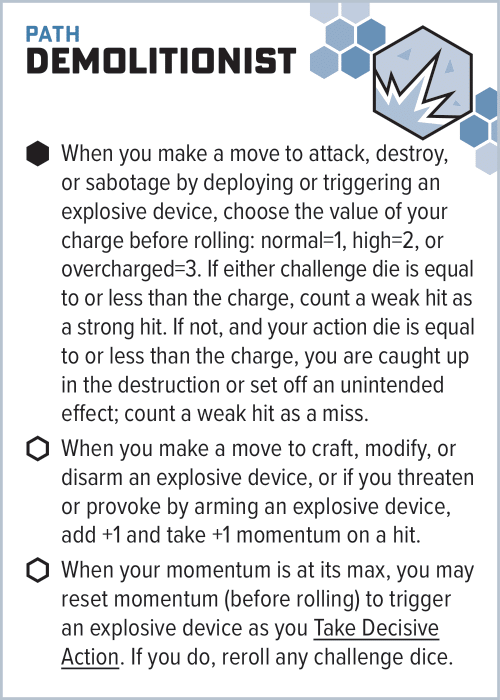 PATH
DEMOLITIONIST
When you make a move to attack, destroy,
or sabotage by deploying or triggering an
explosive device, choose the value of your
charge before rolling: normal=1, high=2, or
overcharged=3. If either challenge die is equal
to or less than the charge, count a weak hit as
a strong hit. If not, and your action die is equal
to or less than the charge, you are caught up
in the destruction or set off an unintended
effect; count a weak hit as a miss.
When you make a move to craft, modify, or
disarm an explosive device, or if you threaten
or provoke by arming an explosive device,
add +1 and take +1 momentum on a hit.
When your momentum is at its max, you may
reset momentum (before rolling) to trigger
an explosive device as you Take Decisive
Action. If you do, reroll any challenge dice.